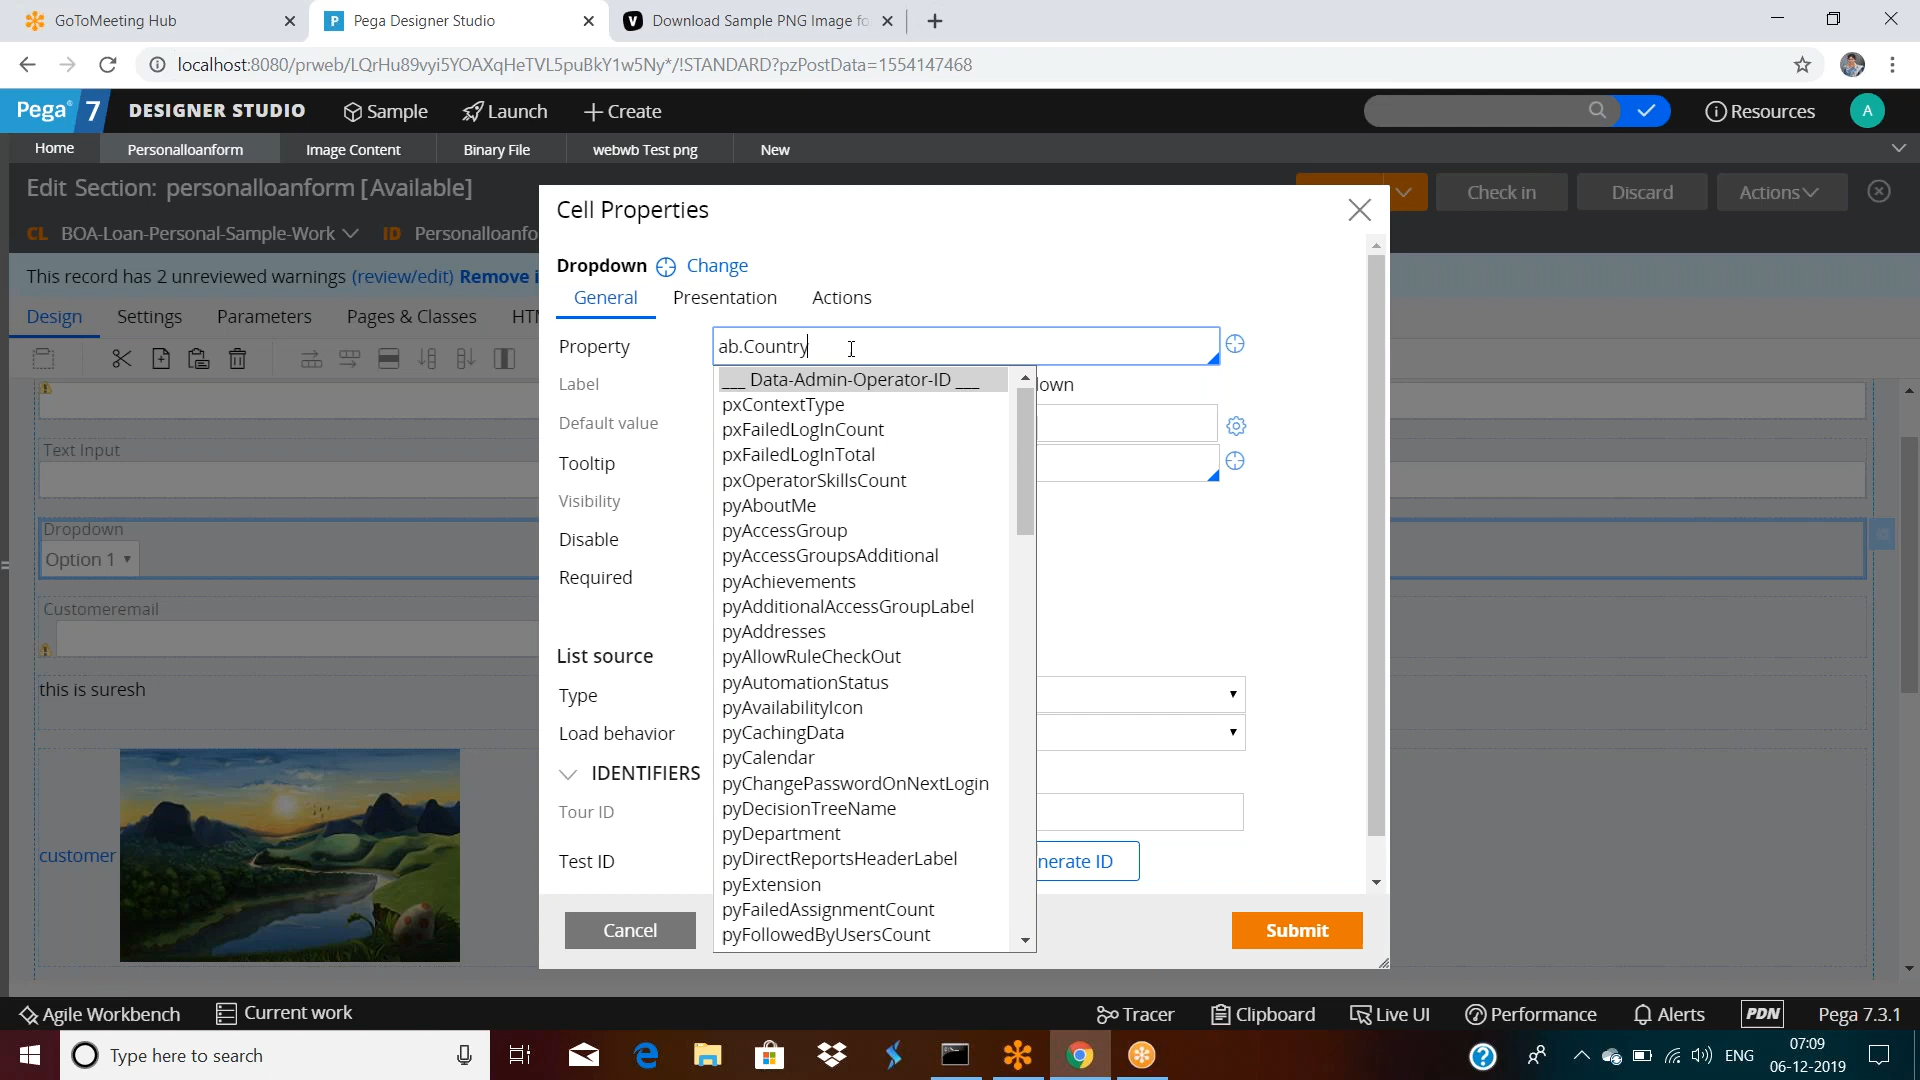 GoToMeeting Hub
Pega Designer Studio
Download Sample PNG Image fo
localhost:8080/prweb/LQrHu89vyi5YOAXqHeTVL5puBkY1w5Ny*/!STANDARD?pzPostData=1554147468
Pega 7 DESIGNER STUDIO Sample Launch Create Resources A
Home Personalloanform Image Content Binary File webwb Test png New
Edit Section: personalloanform [Available] Check in Discard Actions
CL BOA-Loan-Personal-Sample-Work ID Personalloanfo
This record has 2 unreviewed warnings (review/edit) Remove i
Design Settings Parameters Pages & Classes HT
Text Input
Dropdown
Option 1
Customeremail
this is suresh
customer
Cell Properties
Dropdown Change
General Presentation Actions
Property ab.Country
Label own
Default value
Tooltip
Visibility
Disable
Required
List source
Type
Load behavior
IDENTIFIERS
Tour ID
Test ID nerate ID
___ Data-Admin-Operator-ID ___
pxContextType
pxFailedLogInCount
pxFailedLogInTotal
pxOperatorSkillsCount
pyAboutMe
pyAccessGroup
pyAccessGroupsAdditional
pyAchievements
pyAdditionalAccessGroupLabel
pyAddresses
pyAllowRuleCheckOut
pyAutomationStatus
pyAvailabilityIcon
pyCachingData
pyCalendar
pyChangePasswordOnNextLogin
pyDecisionTreeName
pyDepartment
pyDirectReportsHeaderLabel
pyExtension
pyFailedAssignmentCount
pyFollowedByUsersCount
Cancel Submit
Agile Workbench Current work Tracer Clipboard Live UI Performance Alerts PDN Pega 7.3.1
Type here to search
ENG
07:09
06-12-2019